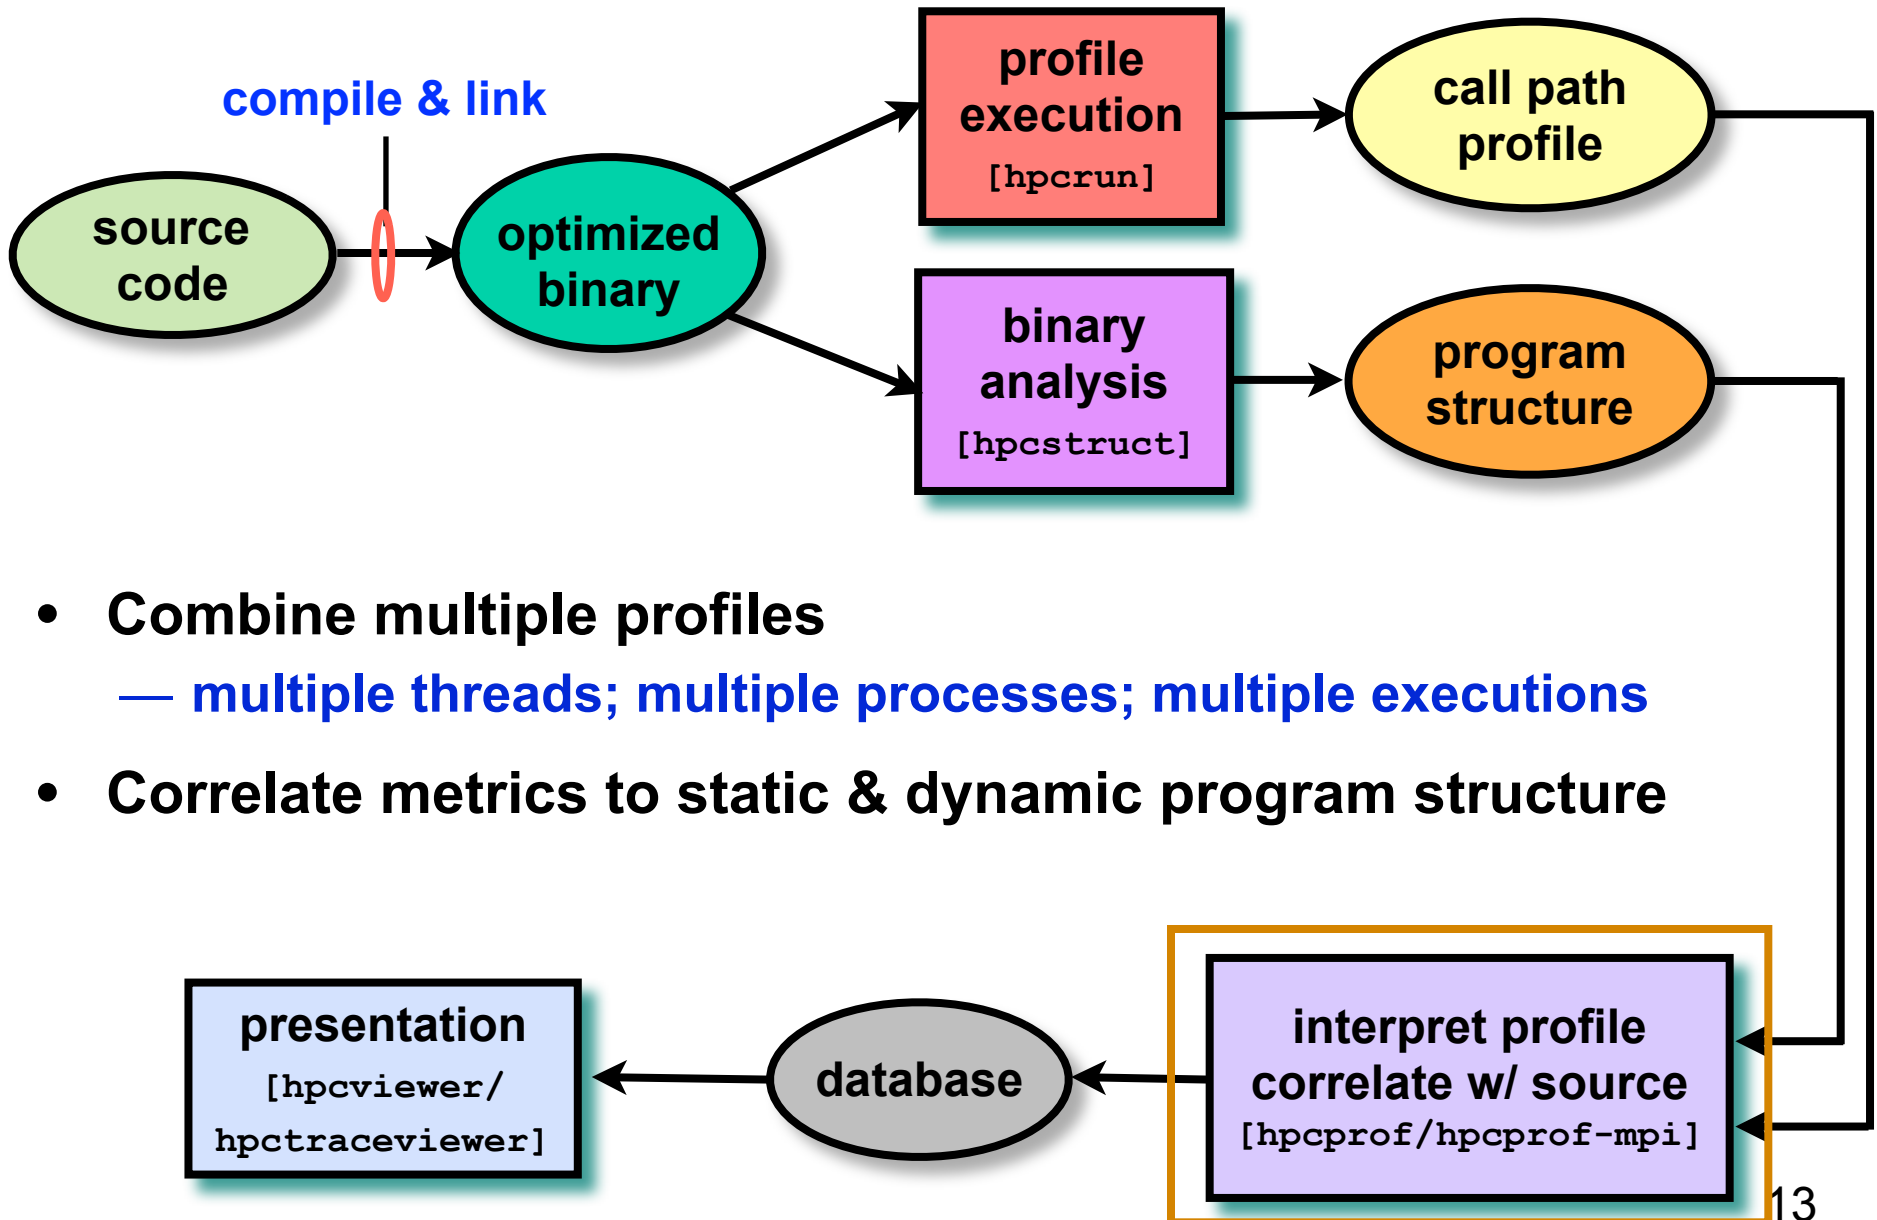 compile & link
source
code
optimized
binary
profile
execution
[hpcrun]
call path
profile
binary
analysis
[hpcstruct]
program
structure
• Combine multiple profiles
— multiple threads; multiple processes; multiple executions
• Correlate metrics to static & dynamic program structure
presentation
[hpcviewer/
hpctraceviewer]
database
interpret profile
correlate w/ source
[hpcprof/hpcprof-mpi]
13